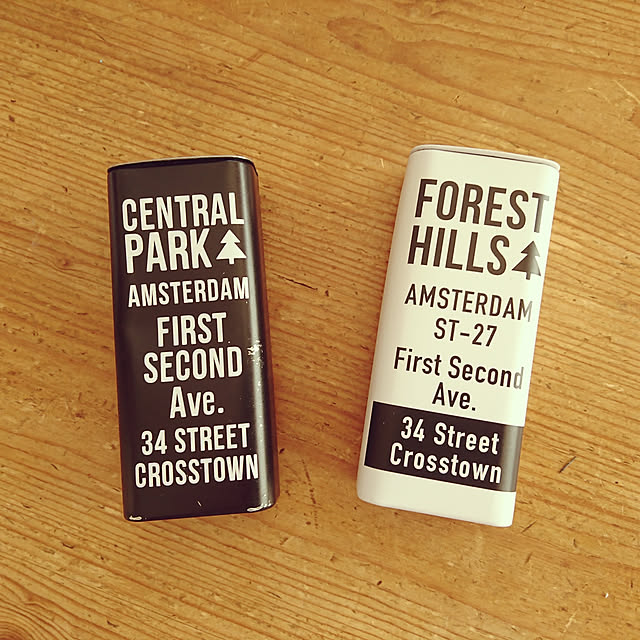 CENTRAL
PARK
AMSTERDAM
FIRST
SECOND
Ave.
34 STREET
CROSSTOWN
FOREST
HILLS
AMSTERDAM
ST-27
First Second
Ave.
34 Street
Crosstown